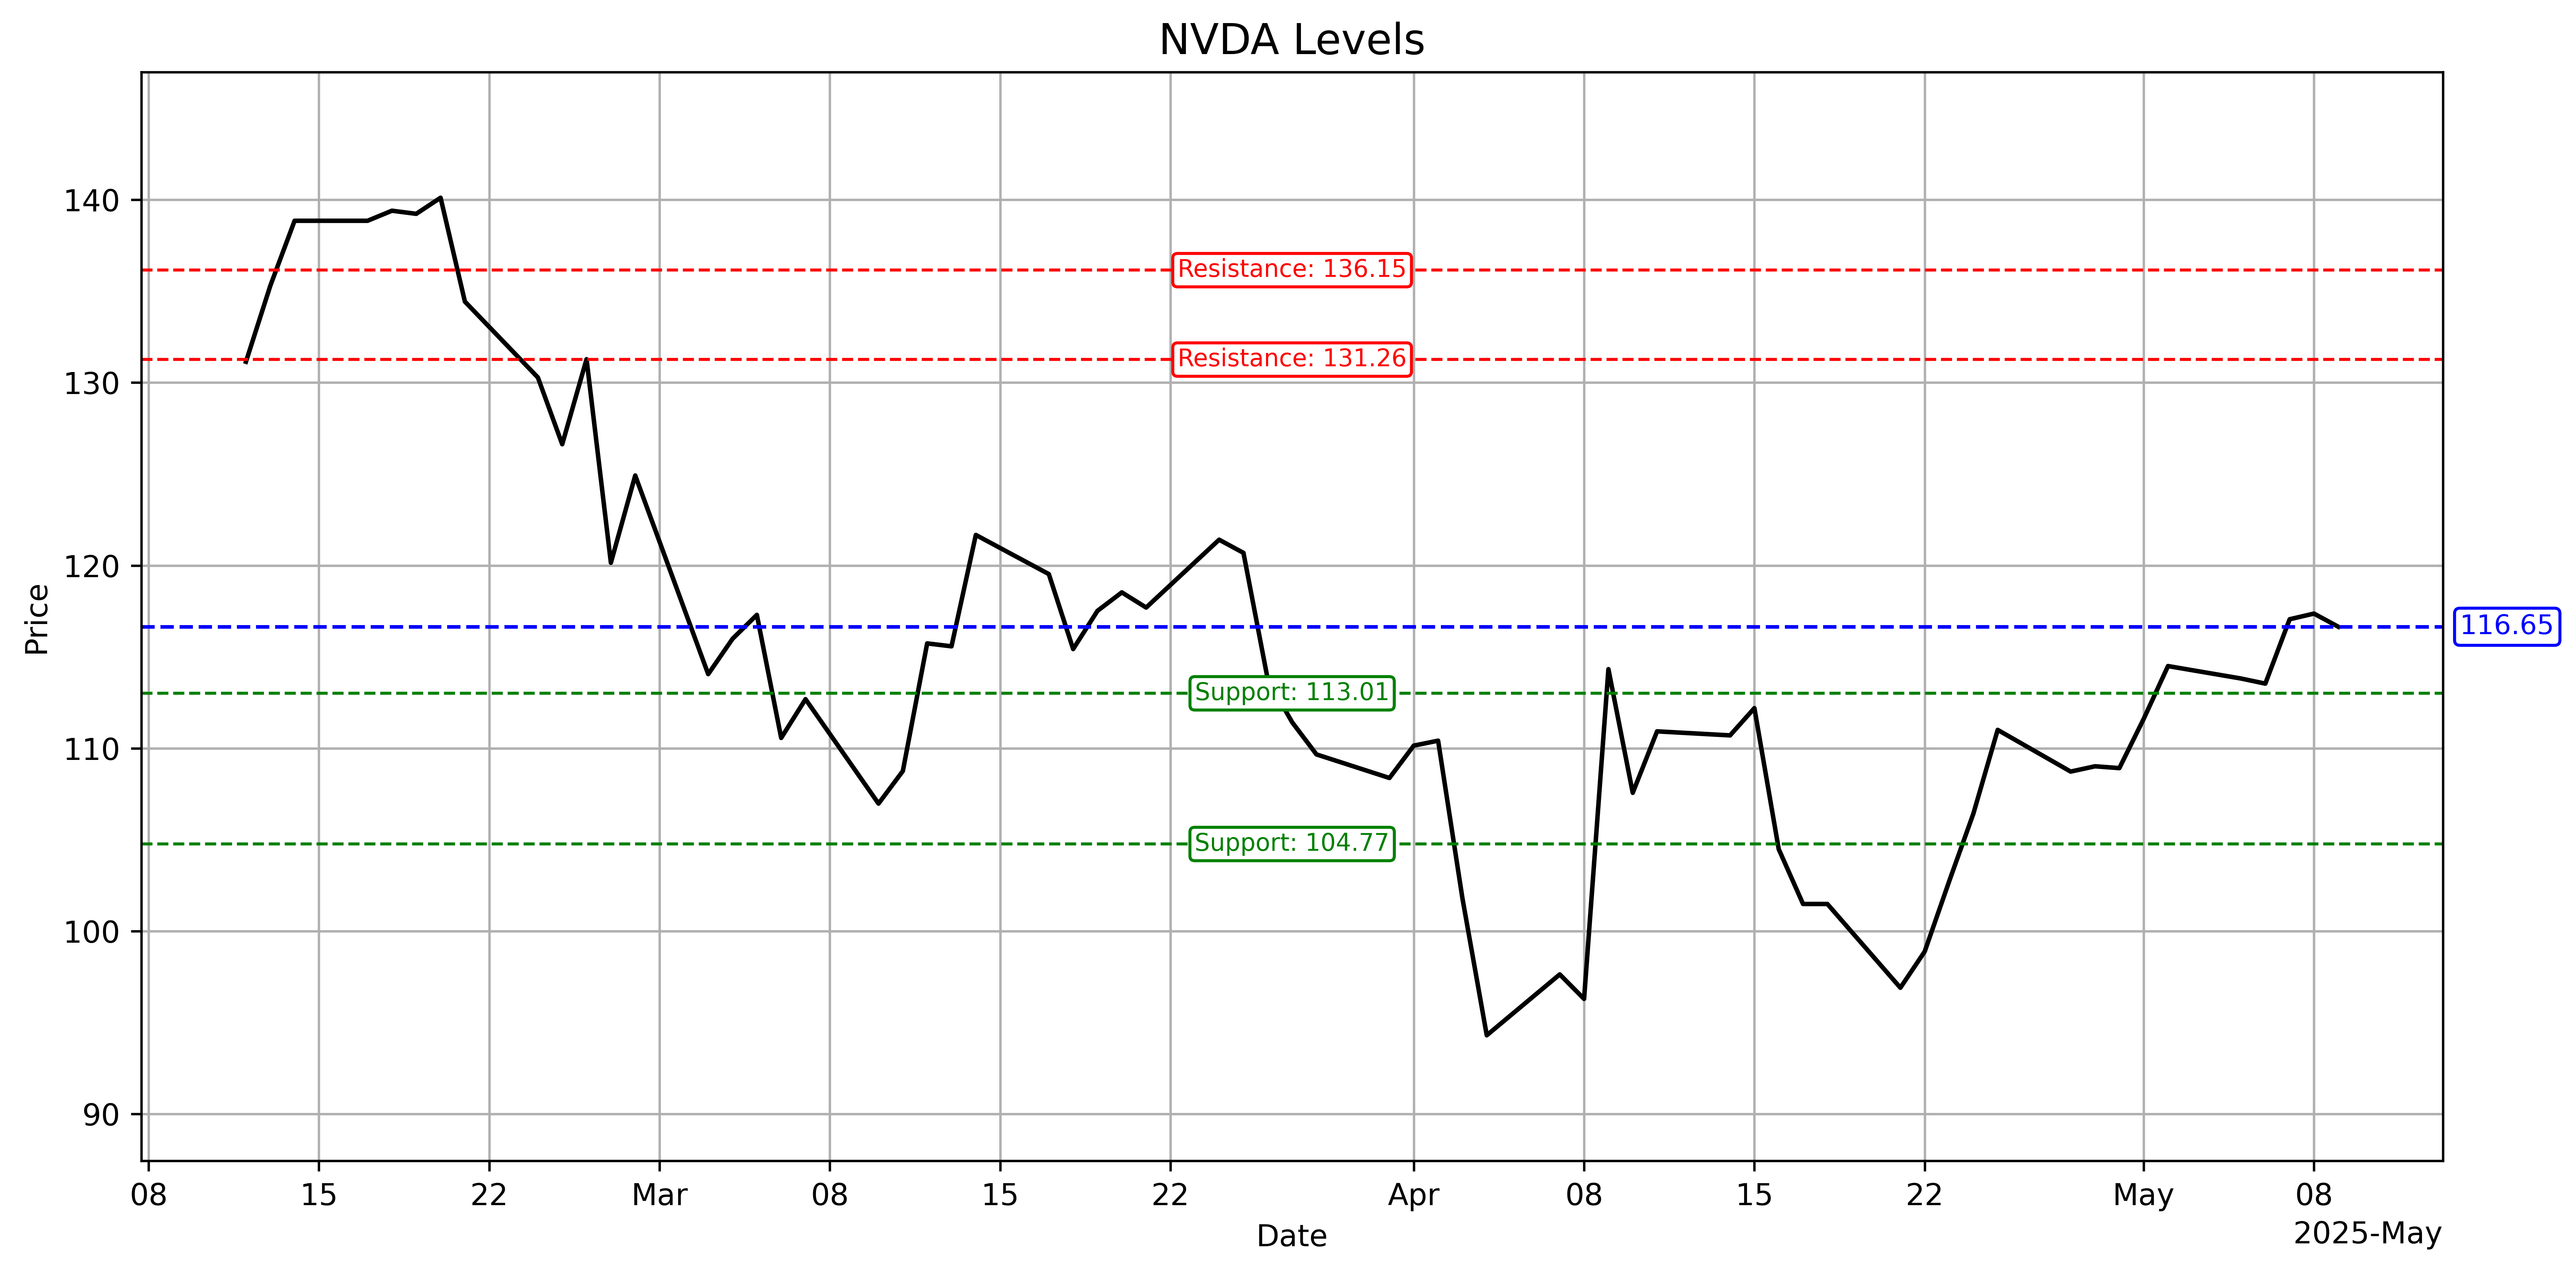 NVDA Levels
Price
140
130
120
110
100
90
Resistance: 136.15
Resistance: 131.26
116.65
Support: 113.01
Support: 104.77
08 15 22 Mar 08 15 22 Apr 08 15 22 May 08
2025-May
Date